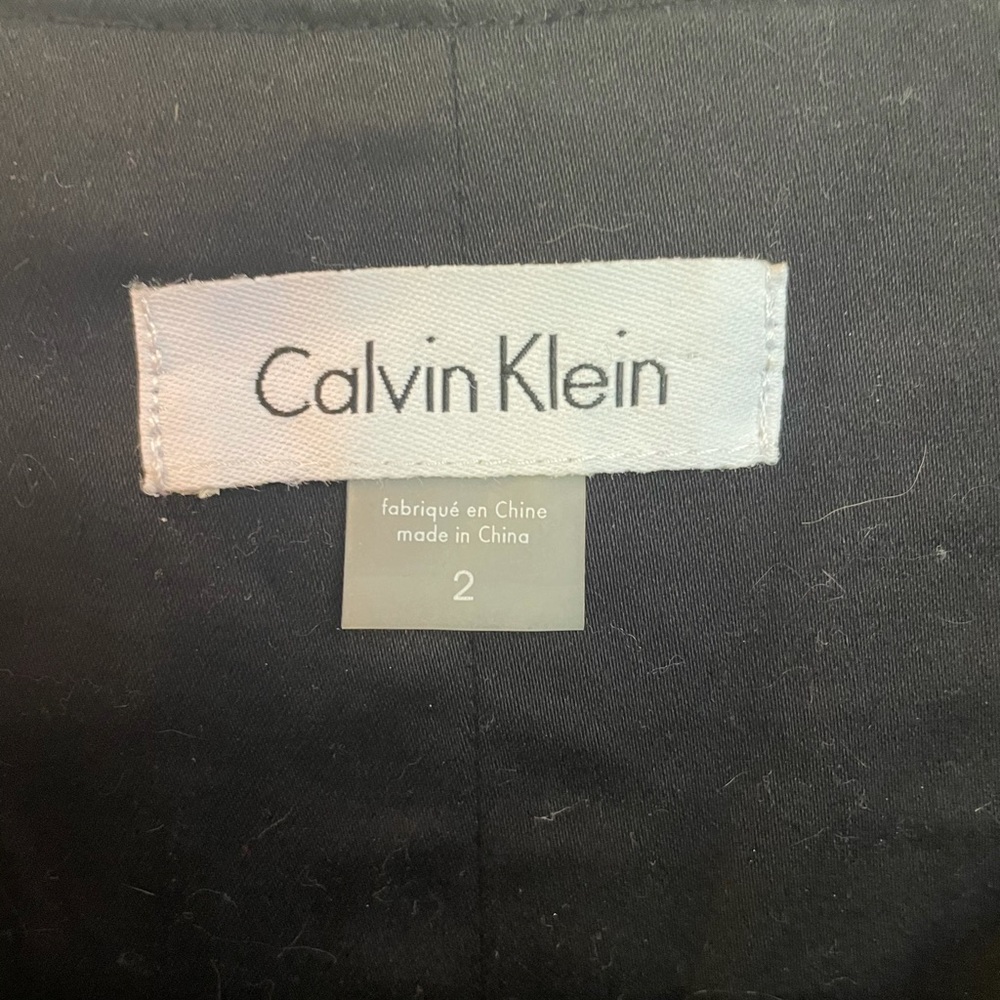 Calvin Klein
fabriqué en Chine
made in China
2